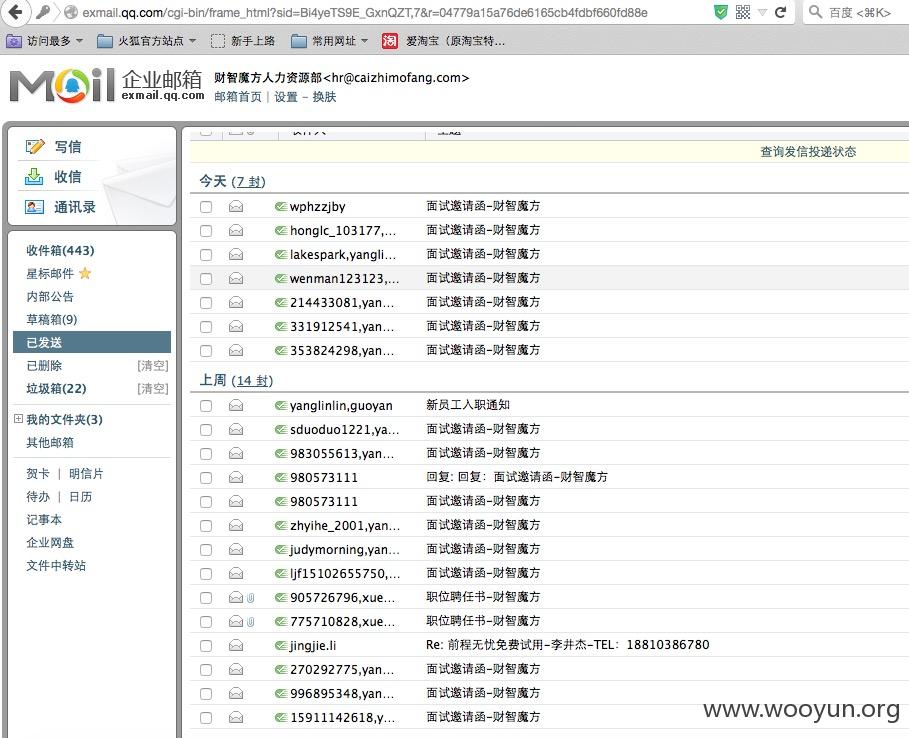 exmail.qq.com/cgi-bin/frame_html?sid=Bi4yeTS9E_GxnQZT,7&r=04779a15a76de6165cb4fdbf660fd88e
百度 <⌘K>
访问最多 火狐官方站点 新手上路 常用网址 淘 爱淘宝（原淘宝特...
Mail 企业邮箱 exmail.qq.com
财智魔方人力资源部<hr@caizhimofang.com>
邮箱首页 | 设置 - 换肤
写信
收信
通讯录
收件箱(443)
星标邮件
内部公告
草稿箱(9)
已发送
已删除 [清空]
垃圾箱(22) [清空]
我的文件夹(3)
其他邮箱
贺卡 | 明信片
待办 | 日历
记事本
企业网盘
文件中转站
收件人 主题
查询发信投递状态
今天 (7 封)
wphzzjby 面试邀请函-财智魔方
honglc_103177,... 面试邀请函-财智魔方
lakespark,yangli... 面试邀请函-财智魔方
wenman123123,... 面试邀请函-财智魔方
214433081,yan... 面试邀请函-财智魔方
331912541,yan... 面试邀请函-财智魔方
353824298,yan... 面试邀请函-财智魔方
上周 (14 封)
yanglinlin,guoyan 新员工入职通知
sduoduo1221,ya... 面试邀请函-财智魔方
983055613,yan... 面试邀请函-财智魔方
980573111 回复: 回复：面试邀请函-财智魔方
980573111 面试邀请函-财智魔方
zhyihe_2001,yan... 面试邀请函-财智魔方
judymorning,yan... 面试邀请函-财智魔方
ljf15102655750,... 面试邀请函-财智魔方
905726796,xue... 职位聘任书-财智魔方
775710828,xue... 职位聘任书-财智魔方
jingjie.li Re: 前程无忧免费试用-李井杰-TEL：18810386780
270292775,yan... 面试邀请函-财智魔方
996895348,yan... 面试邀请函-财智魔方
15911142618,y... 面试邀请函-财智魔方
www.wooyun.org